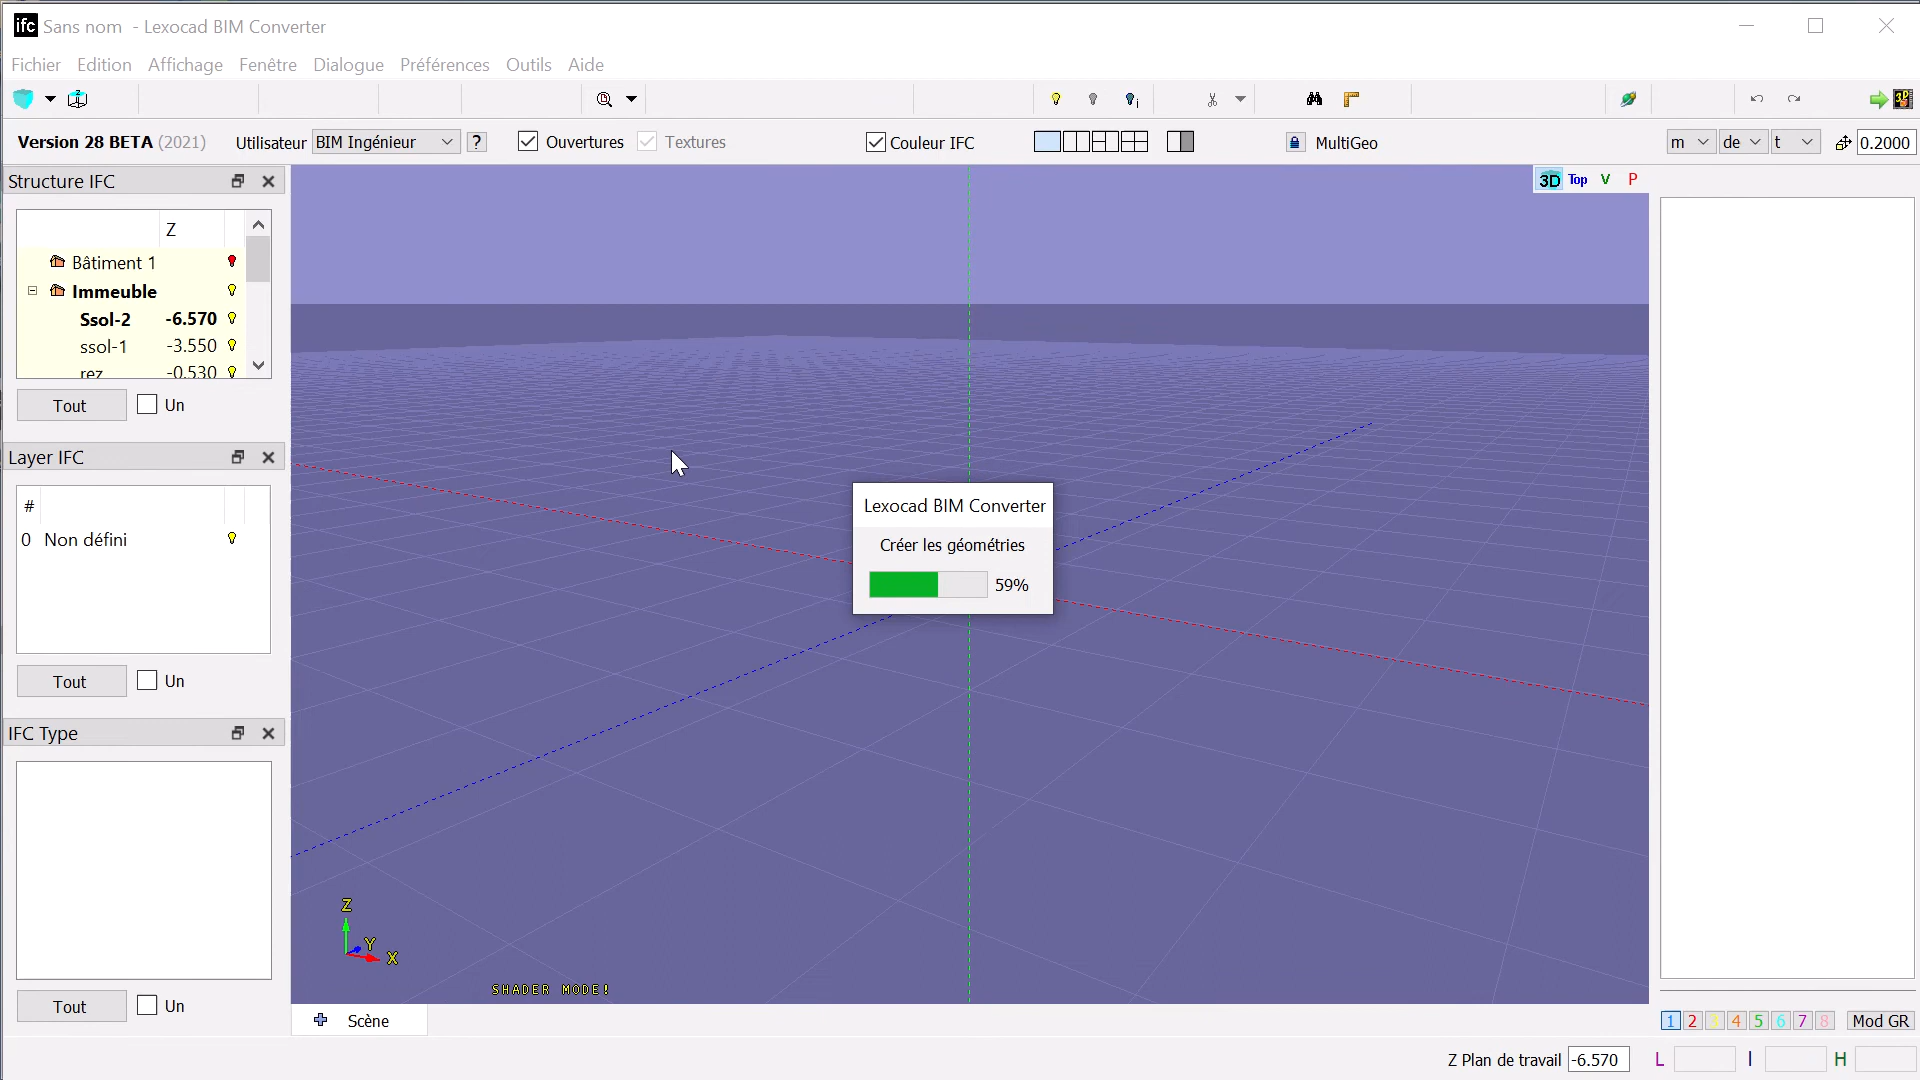 ifc Sans nom - Lexocad BIM Converter
Fichier Edition Affichage Fenêtre Dialogue Préférences Outils Aide
Version 28 BETA (2021) Utilisateur BIM Ingénieur ? Ouvertures Textures Couleur IFC MultiGeo m de t 0.2000
Structure IFC
3D Top V P
Z
Bâtiment 1
Immeuble
Ssol-2 -6.570
ssol-1 -3.550
rez -0.530
Tout Un
Layer IFC
#
0 Non défini
Tout Un
Lexocad BIM Converter
Créer les géométries
59%
IFC Type
Tout Un
Z
Y
X
SHADER MODE!
Scène
1 2 3 4 5 6 7 8 Mod GR
Z Plan de travail -6.570 L l H